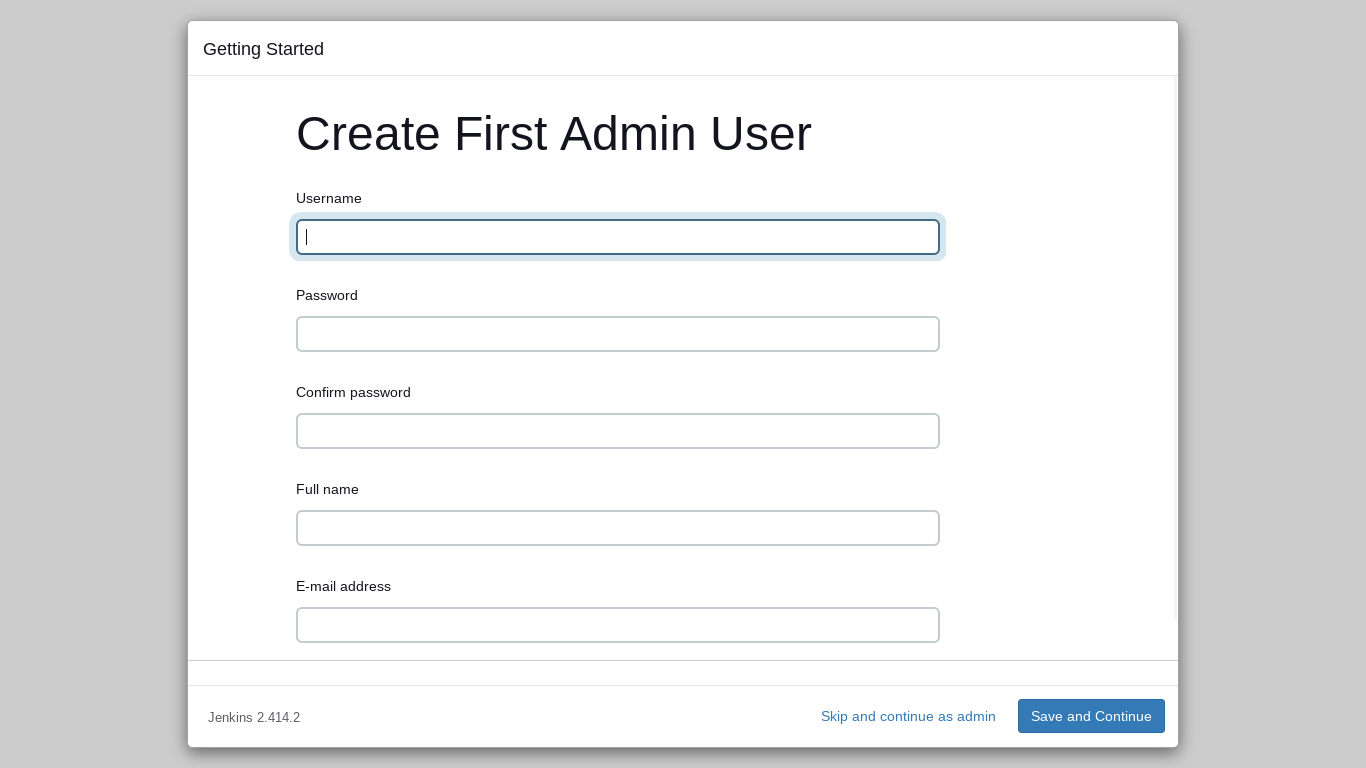 Getting Started
Create First Admin User
Username
Password
Confirm password
Full name
E-mail address
Jenkins 2.414.2
Skip and continue as admin
Save and Continue